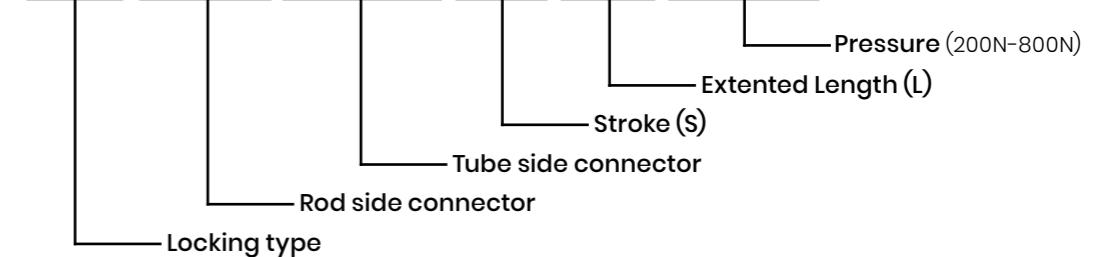 Pressure (200N-800N)
Extented Length (L)
Stroke (S)
Tube side connector
Rod side connector
Locking type